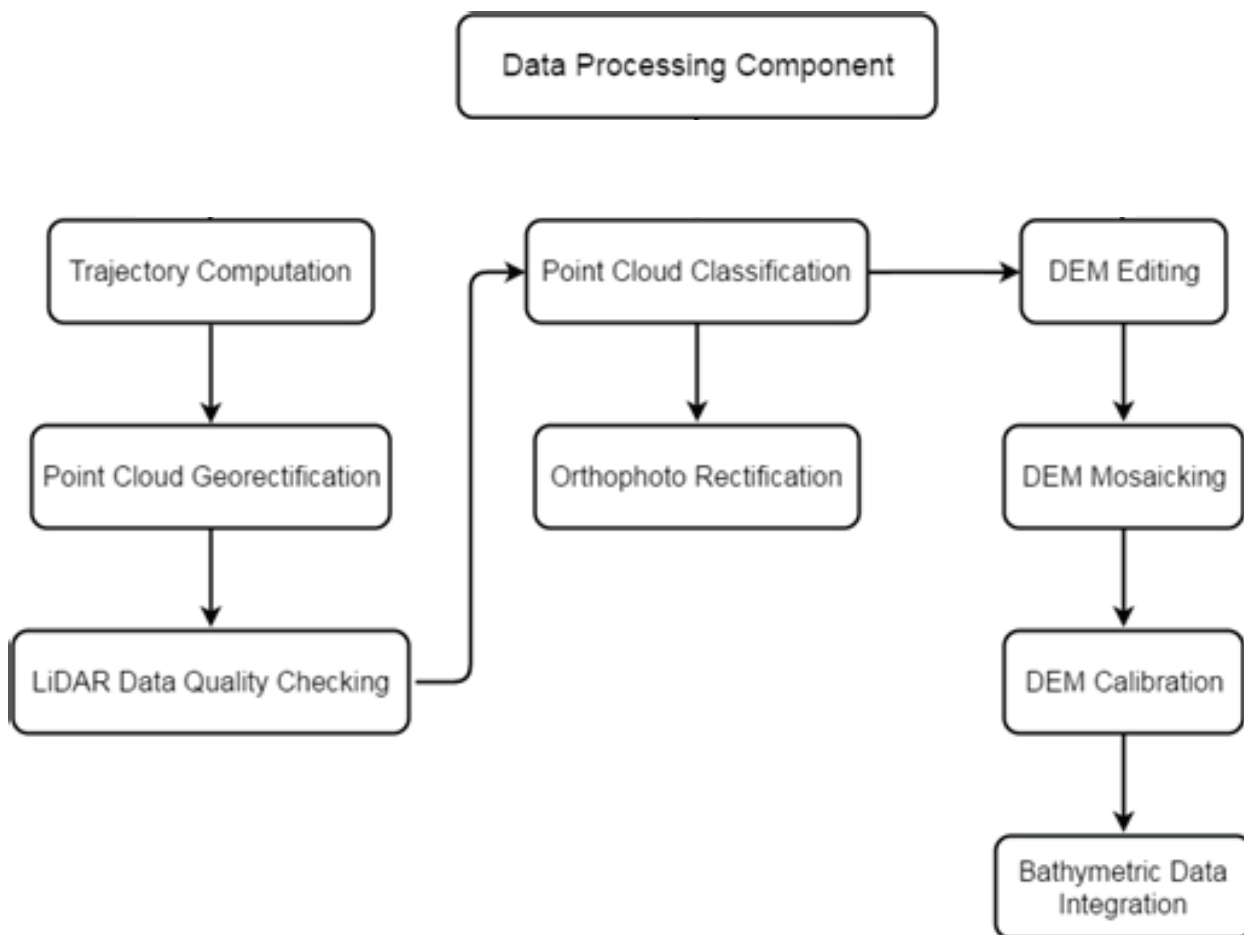 Data Processing Component
Trajectory Computation
Point Cloud Georectification
LiDAR Data Quality Checking
Point Cloud Classification
Orthophoto Rectification
DEM Editing
DEM Mosaicking
DEM Calibration
Bathymetric Data
Integration